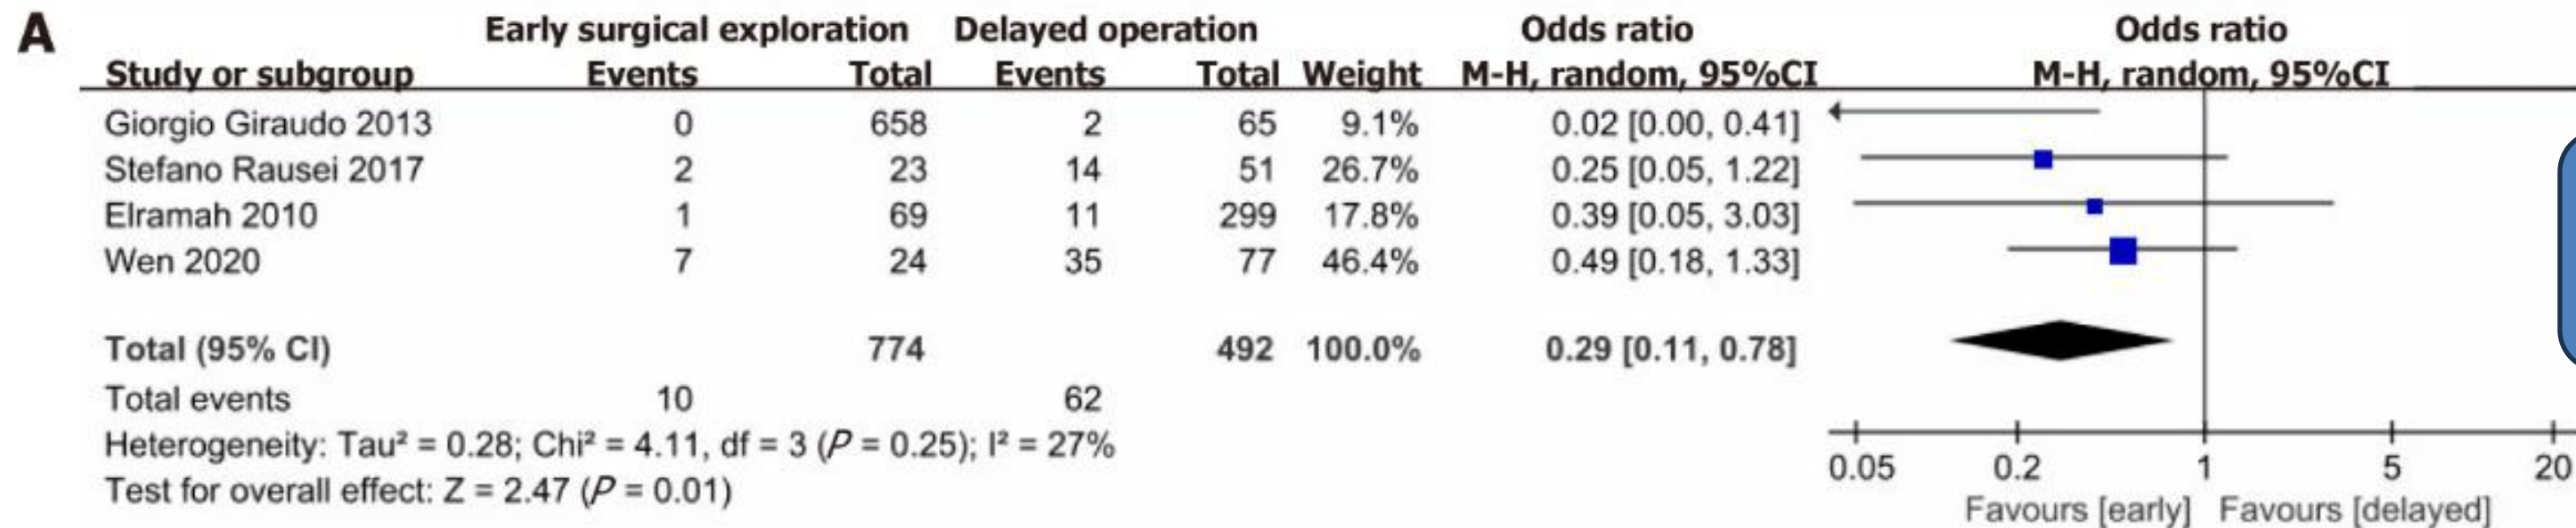 A
Early surgical exploration Delayed operation Odds ratio Odds ratio
Study or subgroup Events Total Events Total Weight M-H, random, 95%CI M-H, random, 95%CI
Giorgio Giraudo 2013 0 658 2 65 9.1% 0.02 [0.00, 0.41]
Stefano Rausei 2017 2 23 14 51 26.7% 0.25 [0.05, 1.22]
Elramah 2010 1 69 11 299 17.8% 0.39 [0.05, 3.03]
Wen 2020 7 24 35 77 46.4% 0.49 [0.18, 1.33]
Total (95% CI) 774 492 100.0% 0.29 [0.11, 0.78]
Total events 10 62
Heterogeneity: Tau² = 0.28; Chi² = 4.11, df = 3 (P = 0.25); I² = 27%
Test for overall effect: Z = 2.47 (P = 0.01)
0.05 0.2 1 5 20
Favours [early] Favours [delayed]